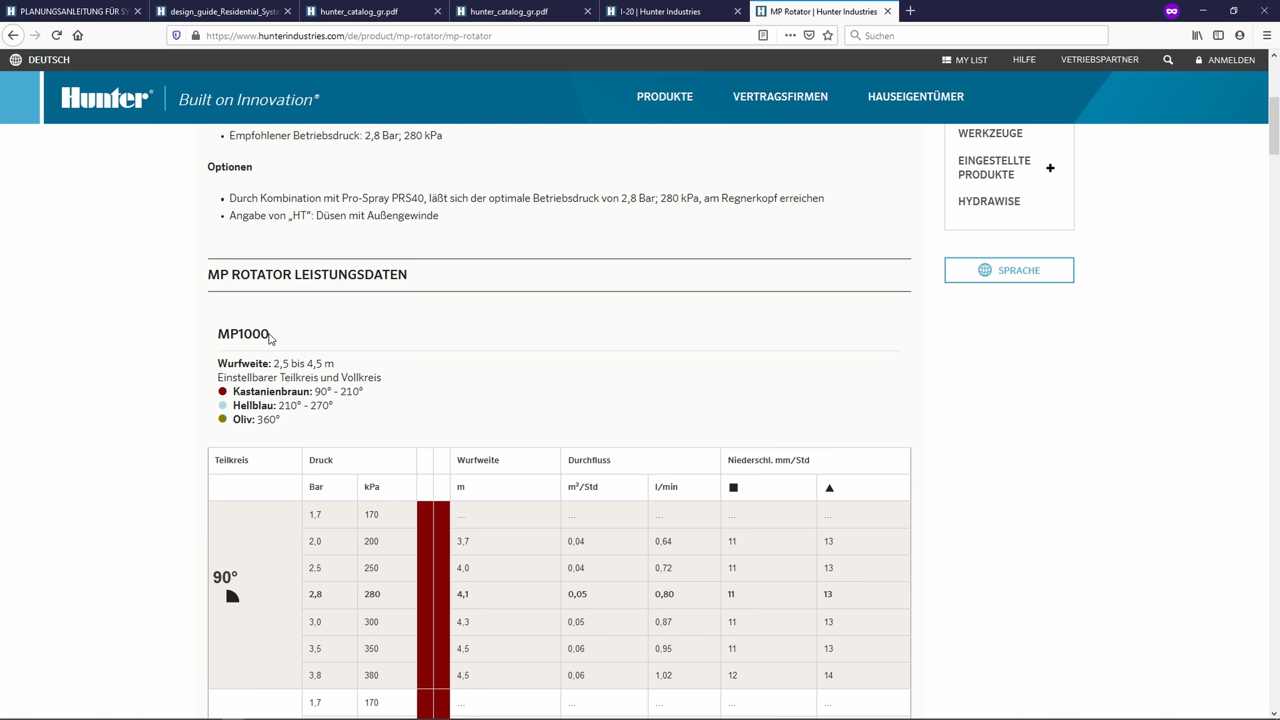 PLANUNGSANLEITUNG FÜR SY
design_guide_Residential_Syste
hunter_catalog_gr.pdf
hunter_catalog_gr.pdf
I-20 | Hunter Industries
MP Rotator | Hunter Industries
https://www.hunterindustries.com/de/product/mp-rotator/mp-rotator
Suchen
DEUTSCH
MY LIST HILFE VETRIEBSPARTNER ANMELDEN
Hunter® Built on Innovation®
PRODUKTE VERTRAGSFIRMEN HAUSEIGENTÜMER
• Empfohlener Betriebsdruck: 2,8 Bar; 280 kPa
Optionen
• Durch Kombination mit Pro-Spray PRS40, läßt sich der optimale Betriebsdruck von 2,8 Bar; 280 kPa, am Regnerkopf erreichen
• Angabe von „HT“: Düsen mit Außengewinde
WERKZEUGE
EINGESTELLTE
PRODUKTE
HYDRAWISE
SPRACHE
MP ROTATOR LEISTUNGSDATEN
MP1000
Wurfweite: 2,5 bis 4,5 m
Einstellbarer Teilkreis und Vollkreis
Kastanienbraun: 90° - 210°
Hellblau: 210° - 270°
Oliv: 360°
Teilkreis Druck Wurfweite Durchfluss Niederschl. mm/Std
Bar kPa m m³/Std l/min ■ ▲
90°
1,7 170 ... ... ... ... ...
2,0 200 3,7 0,04 0,64 11 13
2,5 250 4,0 0,04 0,72 11 13
2,8 280 4,1 0,05 0,80 11 13
3,0 300 4,3 0,05 0,87 11 13
3,5 350 4,5 0,06 0,95 11 13
3,8 380 4,5 0,06 1,02 12 14
1,7 170 ... ... ... ... ...